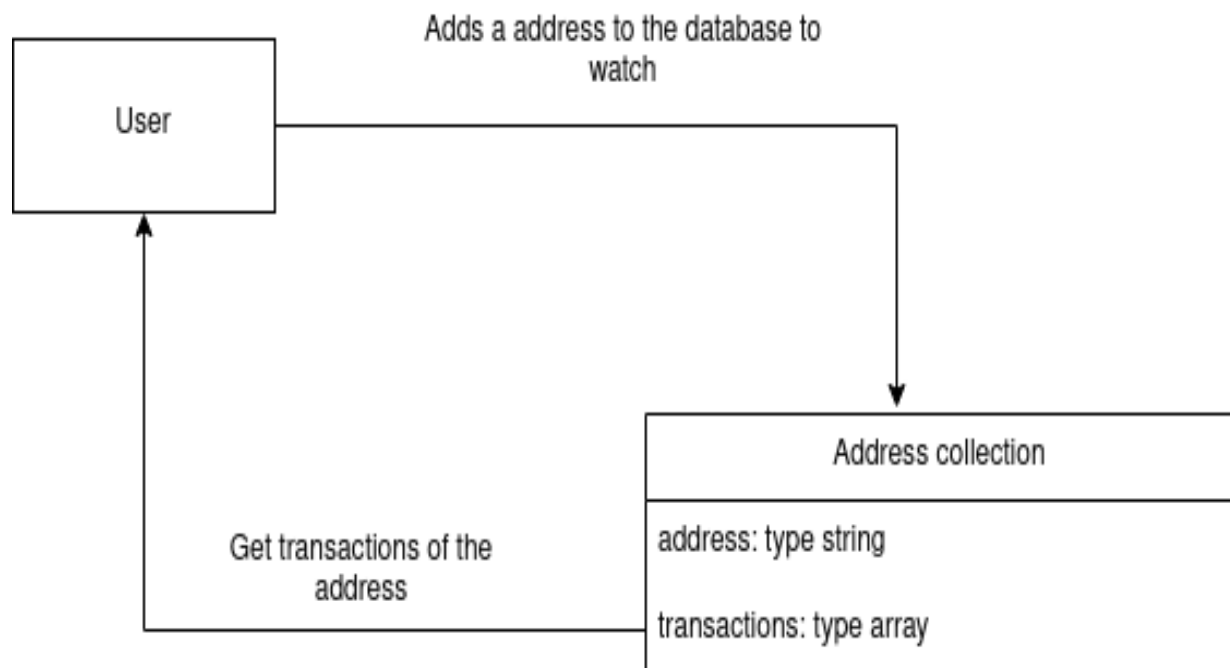 Adds a address to the database to
watch
User
Address collection
address: type string
Get transactions of the
address
transactions: type array